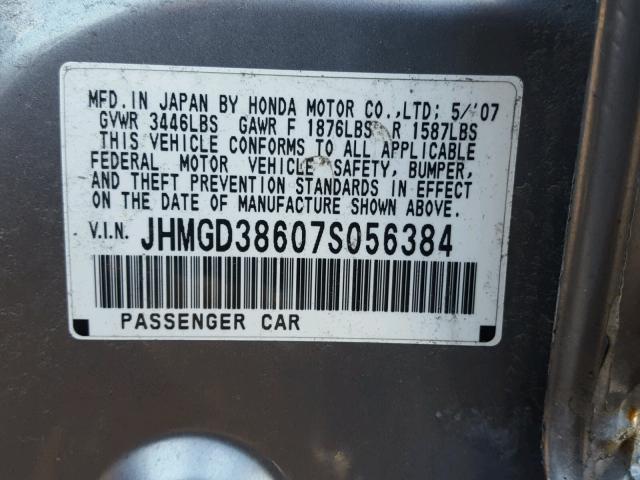 MFD.IN JAPAN BY HONDA MOTOR CO.,LTD; 5/'07
GVWR 3446LBS GAWR F 1876LBS R 1587LBS
THIS VEHICLE CONFORMS TO ALL APPLICABLE
FEDERAL MOTOR VEHICLE SAFETY, BUMPER,
AND THEFT PREVENTION STANDARDS IN EFFECT
ON THE DATE OF MANUFACTURE SHOWN ABOVE.
V.I.N. JHMGD38607S056384
PASSENGER CAR